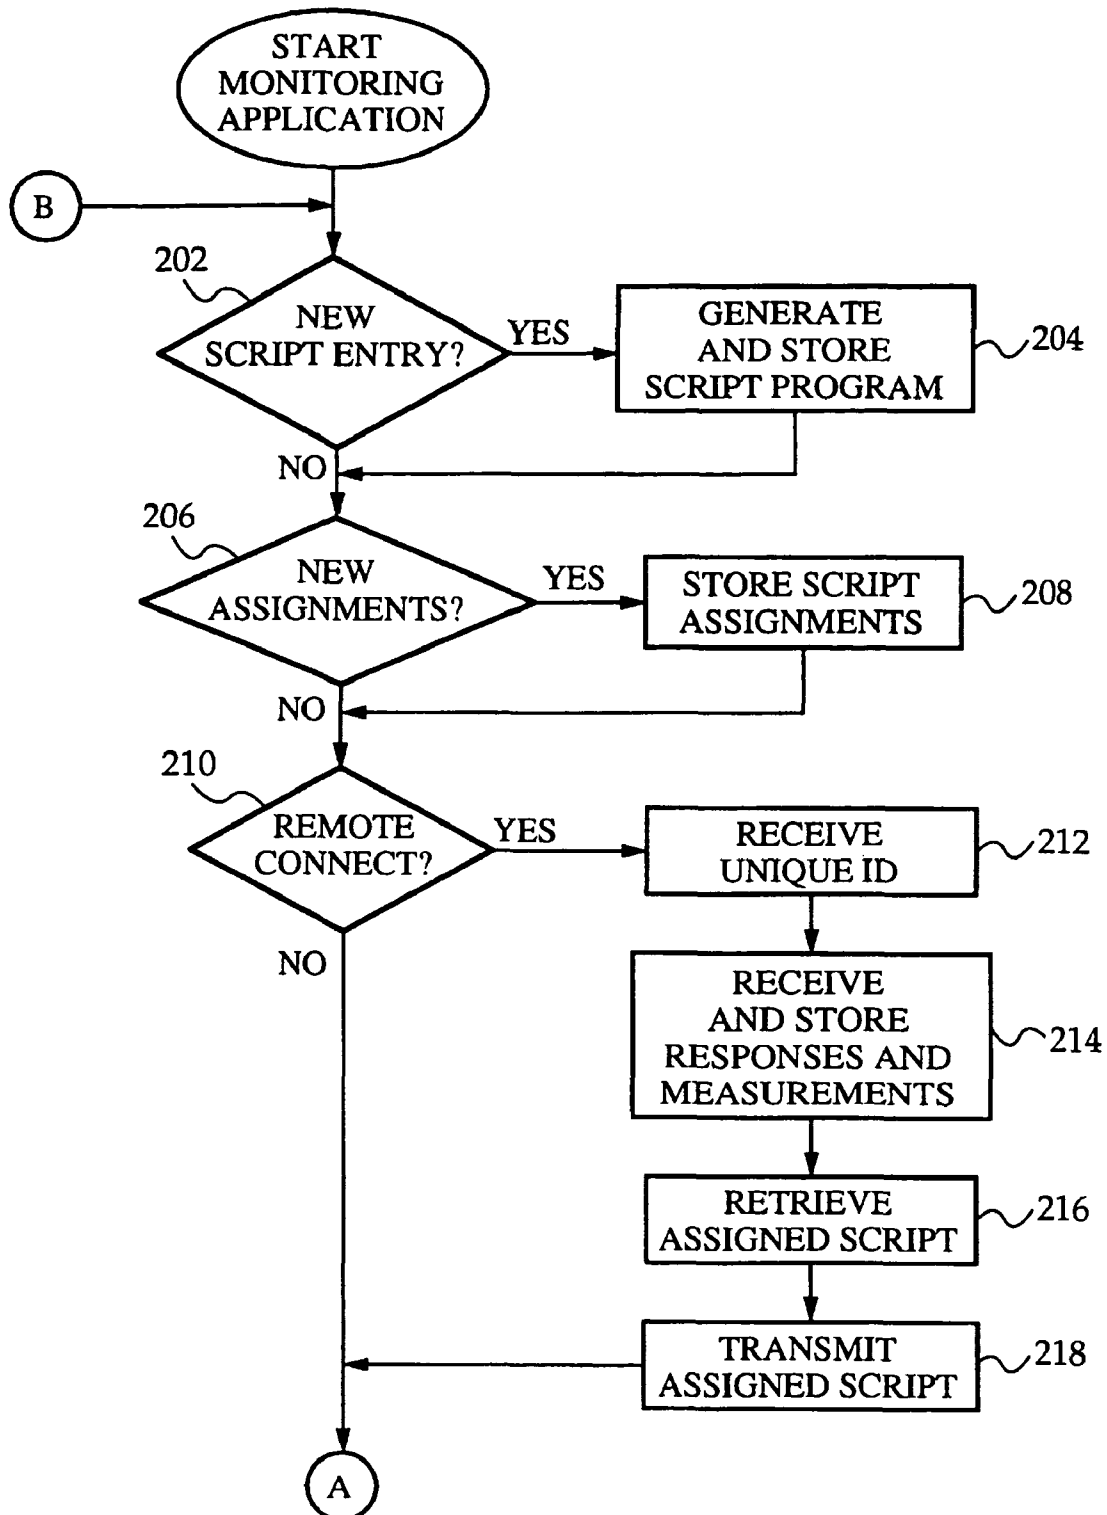 START
MONITORING
APPLICATION
B
202
NEW
SCRIPT ENTRY?
YES
GENERATE
AND STORE
SCRIPT PROGRAM
204
NO
206
NEW
ASSIGNMENTS?
YES
STORE SCRIPT
ASSIGNMENTS
208
NO
210
REMOTE
CONNECT?
YES
RECEIVE
UNIQUE ID
212
NO
RECEIVE
AND STORE
RESPONSES AND
MEASUREMENTS
214
RETRIEVE
ASSIGNED SCRIPT
216
TRANSMIT
ASSIGNED SCRIPT
218
A